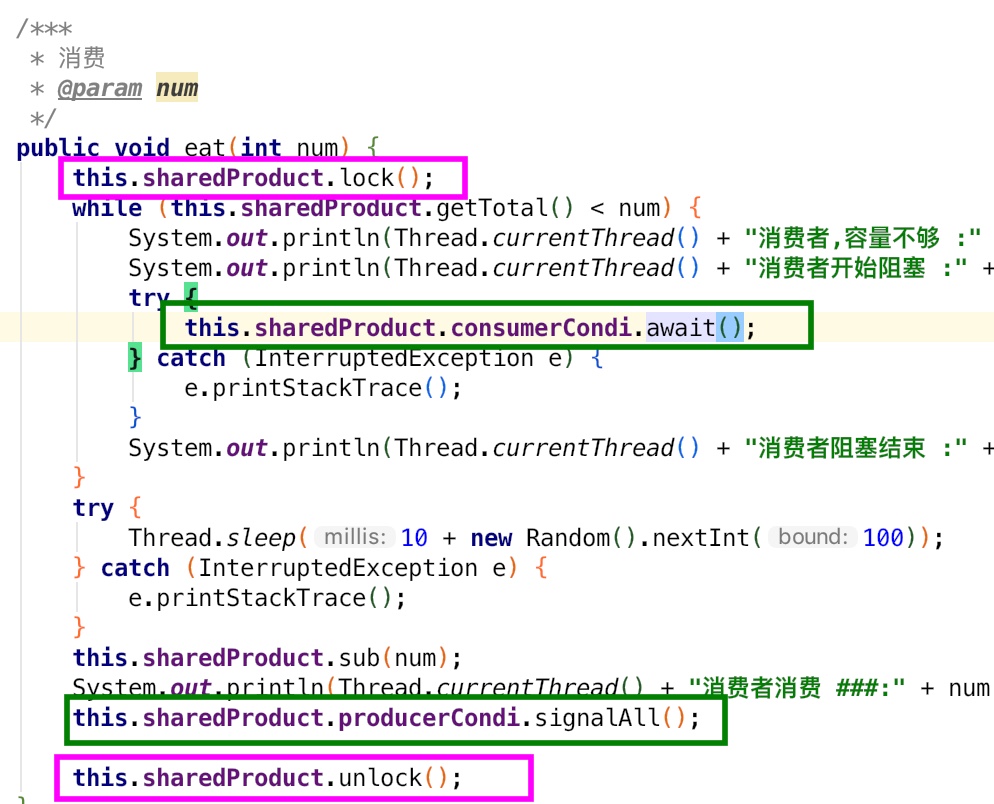 /***
 * 消费
 * @param num
 */
public void eat(int num) {
    this.sharedProduct.lock();
    while (this.sharedProduct.getTotal() < num) {
        System.out.println(Thread.currentThread() + "消费者,容量不够 :"
        System.out.println(Thread.currentThread() + "消费者开始阻塞 :" +
        try {
            this.sharedProduct.consumerCondi.await();
        } catch (InterruptedException e) {
            e.printStackTrace();
        }
        System.out.println(Thread.currentThread() + "消费者阻塞结束 :" +
    }
    try {
        Thread.sleep( millis: 10 + new Random().nextInt( bound: 100));
    } catch (InterruptedException e) {
        e.printStackTrace();
    }
    this.sharedProduct.sub(num);
    System.out.println(Thread.currentThread() + "消费者消费 ###:" + num
    this.sharedProduct.producerCondi.signalAll();
    this.sharedProduct.unlock();
}